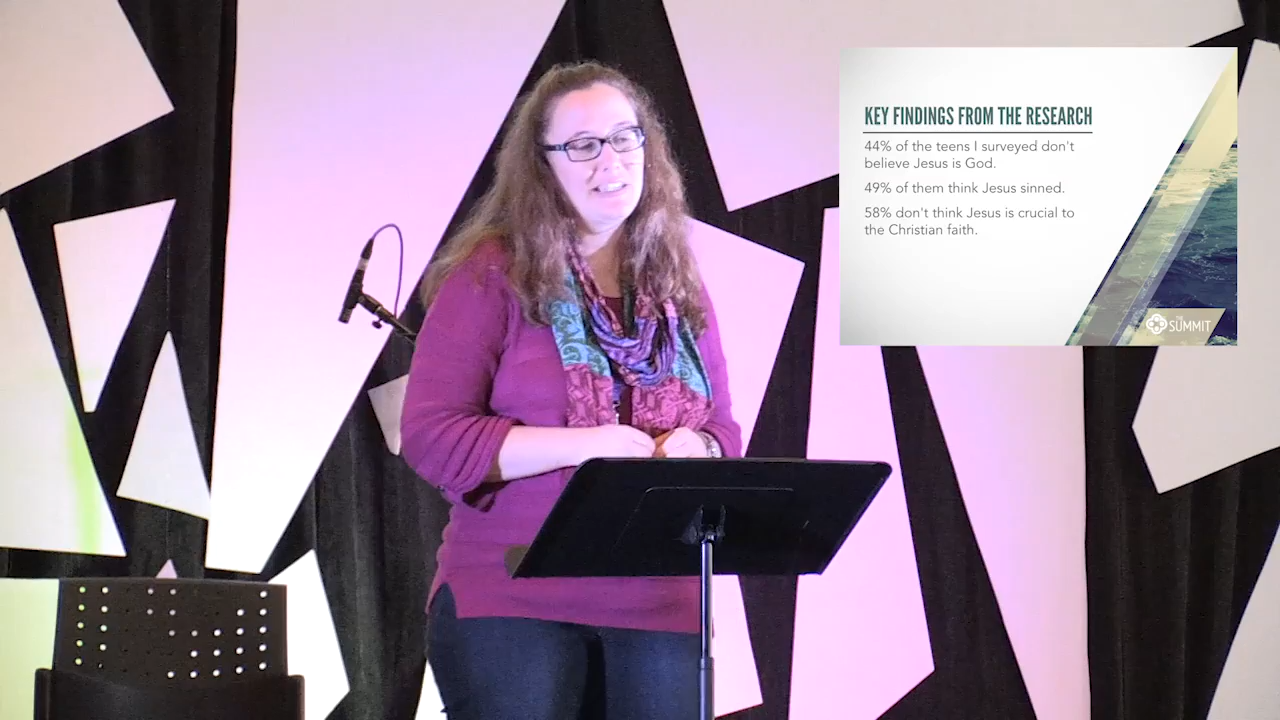 KEY FINDINGS FROM THE RESEARCH
44% of the teens I surveyed don't
believe Jesus is God.
49% of them think Jesus sinned.
58% don't think Jesus is crucial to
the Christian faith.
THE
SUMMIT